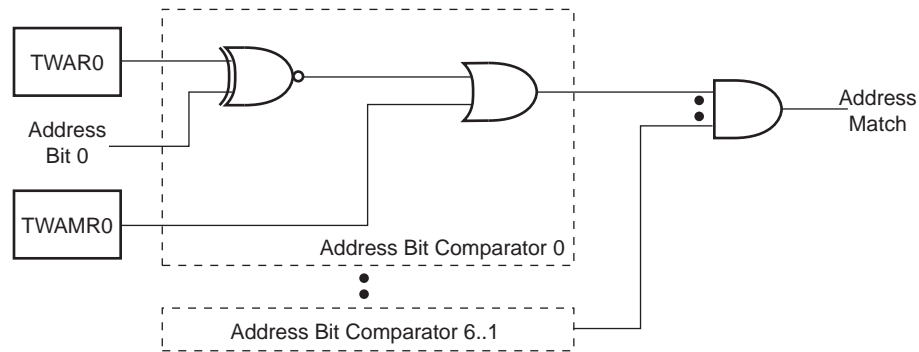 TWAR0
Address
Bit 0
TWAMR0
Address Bit Comparator 0
Address Bit Comparator 6..1
Address
Match